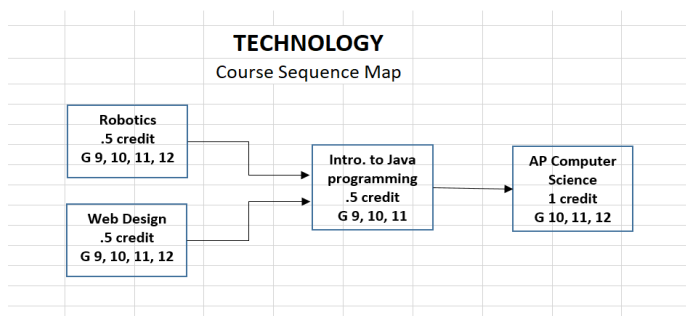 TECHNOLOGY
Course Sequence Map
Robotics
.5 credit
G 9, 10, 11, 12
Web Design
.5 credit
G 9, 10, 11, 12
Intro. to Java
programming
.5 credit
G 9, 10, 11
AP Computer
Science
1 credit
G 10, 11, 12